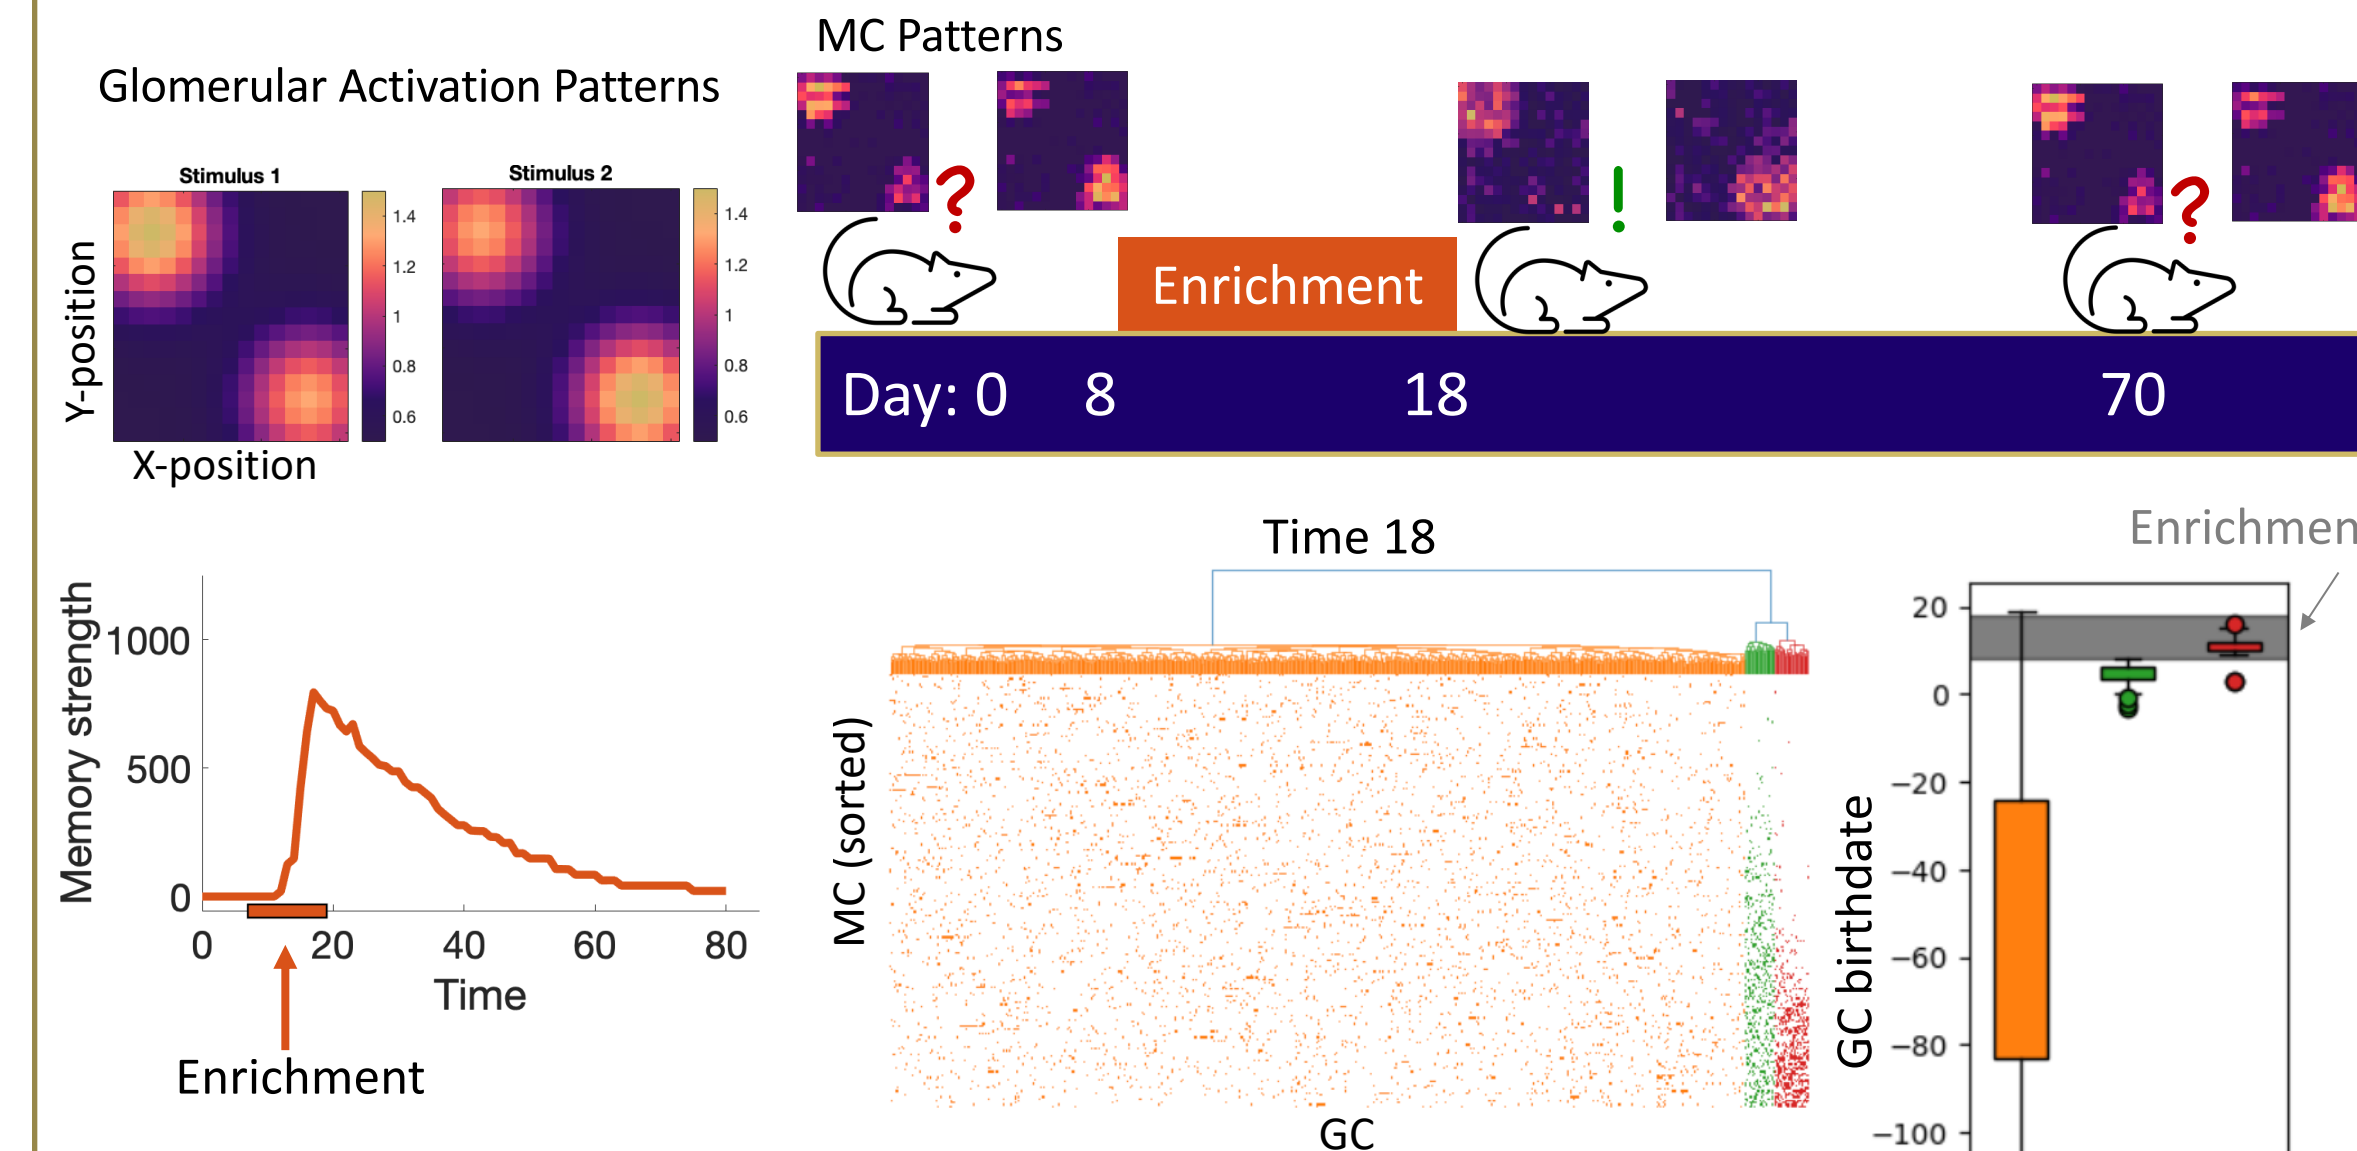 MC Patterns
Glomerular Activation Patterns
Stimulus 1
Stimulus 2
1.4
1.2
1
0.8
0.6
1.4
1.2
1
0.8
0.6
Y-position
X-position
?
!
?
Enrichment
Day: 0 8 18 70
Memory strength
1000
500
0
0 20 40 60 80
Time
Enrichment
Time 18
MC (sorted)
GC
Enrichmen
GC birthdate
20
0
−20
−40
−60
−80
−100